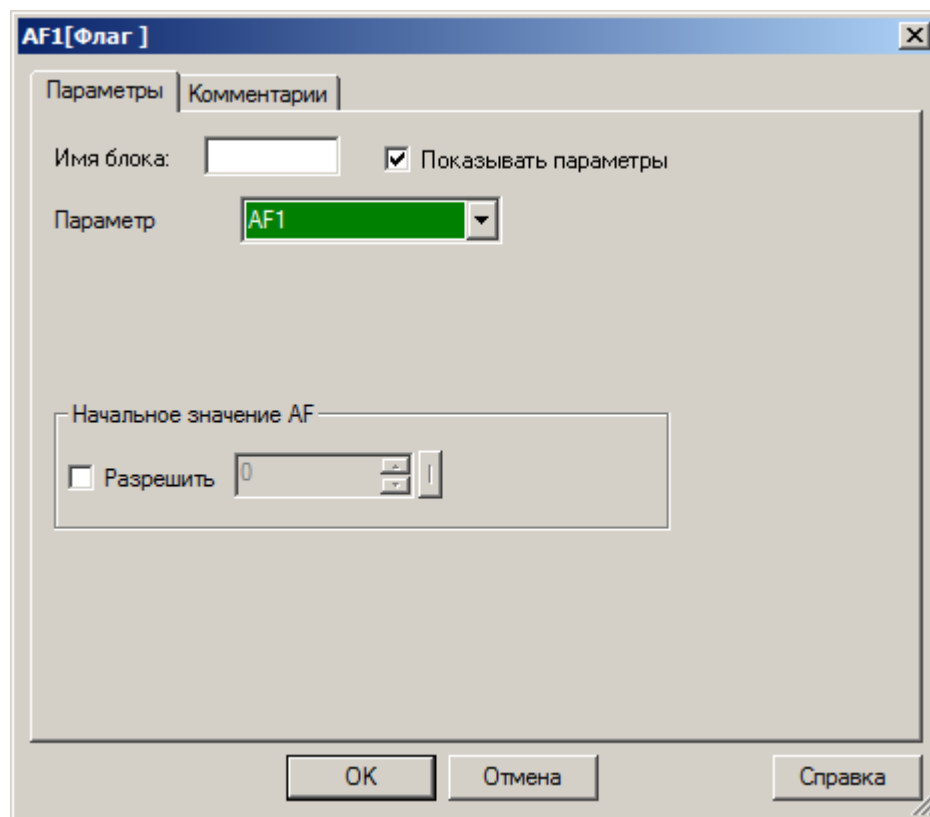 AF1[Флаг ]
Параметры Комментарии
Имя блока: Показывать параметры
Параметр AF1
Начальное значение AF
Разрешить 0
OK Отмена Справка